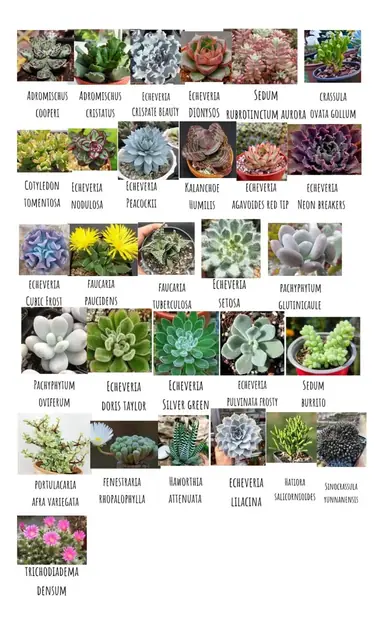 Adromischus cooperi
Adromischus cristatus
Echeveria crispate beauty
Echeveria Dionysos
Sedum rubrotinctum aurora
crassula ovata gollum
Cotyledon tomentosa
Echeveria nodulosa
Echeveria Peacockii
Kalanchoe Humilis
echeveria agavoides red tip
echeveria Neon breakers
echeveria Cubic Frost
faucaria paucidens
faucaria tuberculosa
Echeveria setosa
pachyphytum glutinicaule
Pachyphytum oviferum
Echeveria doris taylor
Echeveria Silver green
echeveria pulvinata frosty
Sedum burrito
portulacaria afra variegata
fenestraria rhopalophylla
Haworthia attenuata
echeveria lilacina
Hatiora salicornioides
Sinocrassula yunnanensis
trichodiadema densum